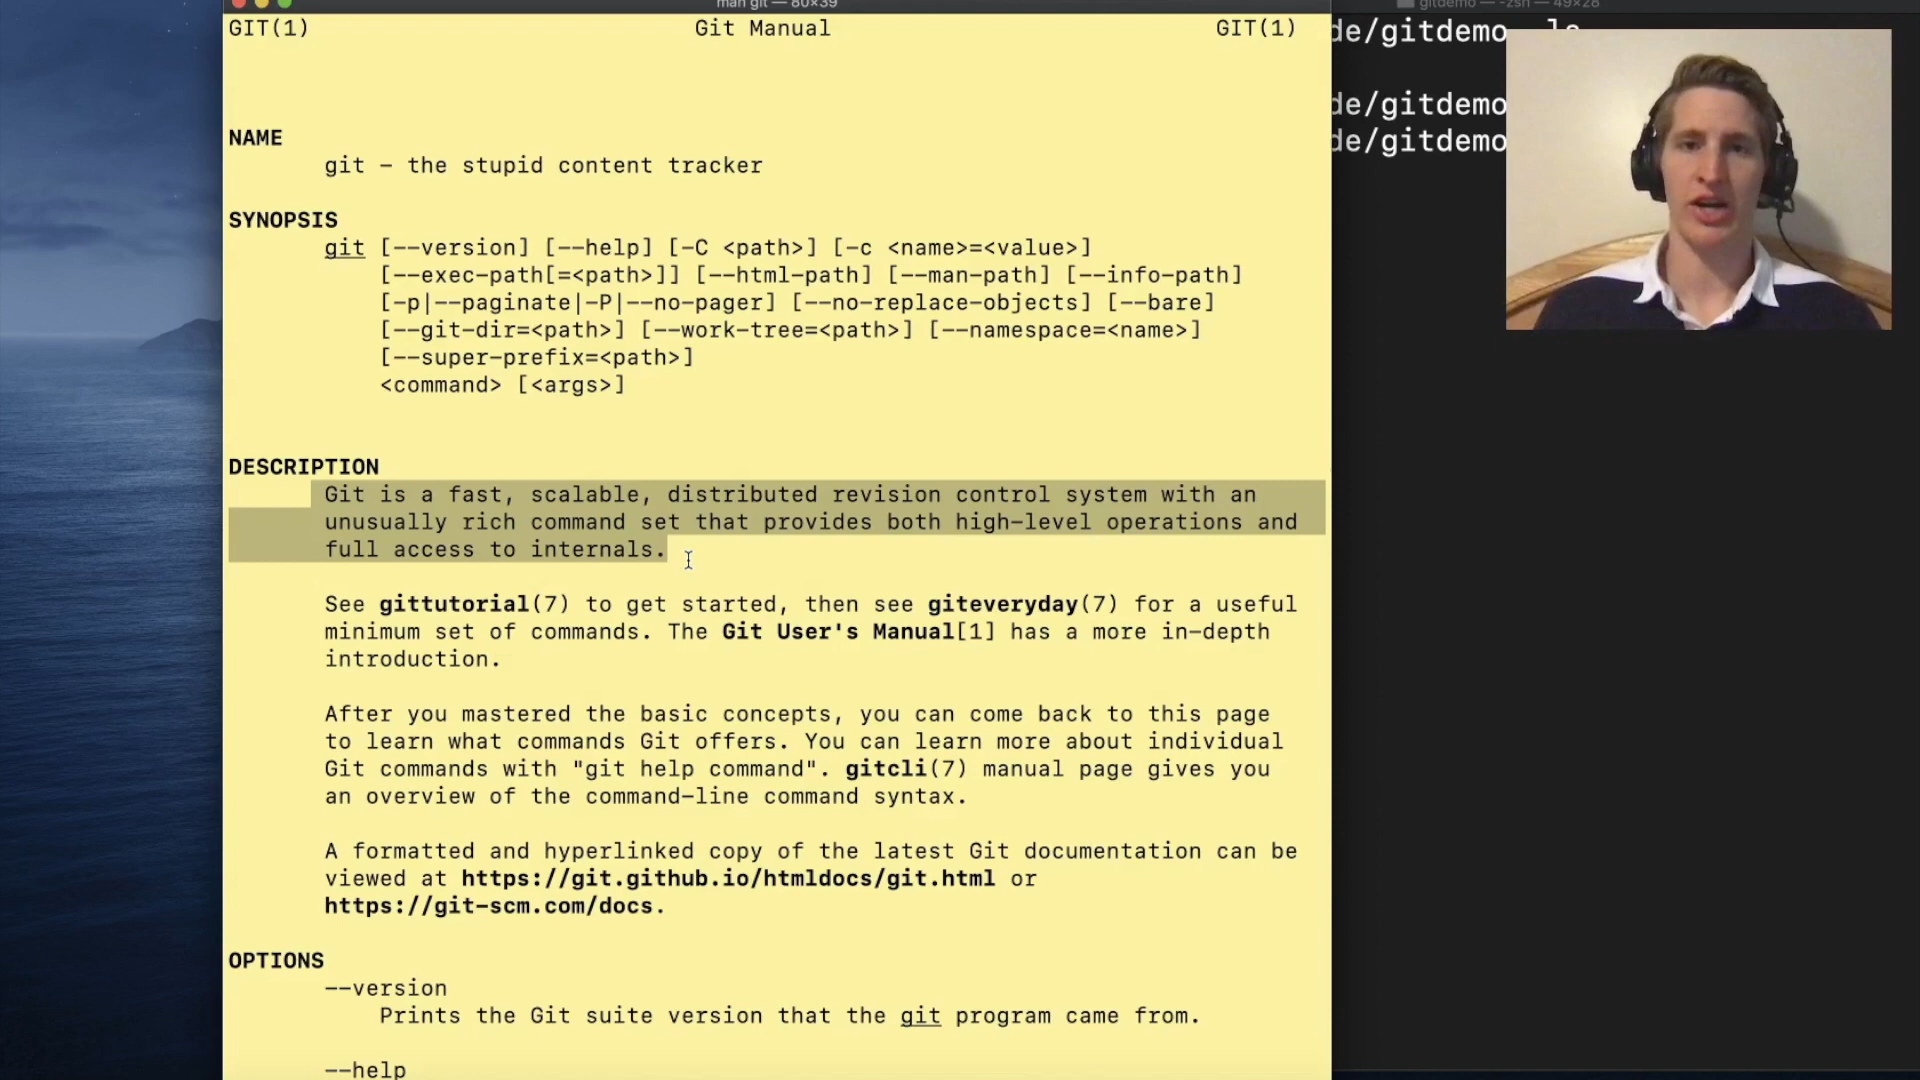 man git — 80×39
gitdemo — -zsh — 49×28
GIT(1) Git Manual GIT(1)
NAME
git - the stupid content tracker
SYNOPSIS
git [--version] [--help] [-C <path>] [-c <name>=<value>]
[--exec-path[=<path>]] [--html-path] [--man-path] [--info-path]
[-p|--paginate|-P|--no-pager] [--no-replace-objects] [--bare]
[--git-dir=<path>] [--work-tree=<path>] [--namespace=<name>]
[--super-prefix=<path>]
<command> [<args>]
DESCRIPTION
Git is a fast, scalable, distributed revision control system with an
unusually rich command set that provides both high-level operations and
full access to internals.
See gittutorial(7) to get started, then see giteveryday(7) for a useful
minimum set of commands. The Git User's Manual[1] has a more in-depth
introduction.
After you mastered the basic concepts, you can come back to this page
to learn what commands Git offers. You can learn more about individual
Git commands with "git help command". gitcli(7) manual page gives you
an overview of the command-line command syntax.
A formatted and hyperlinked copy of the latest Git documentation can be
viewed at https://git.github.io/htmldocs/git.html or
https://git-scm.com/docs.
OPTIONS
--version
Prints the Git suite version that the git program came from.
--help
de/gitdemo
de/gitdemo
de/gitdemo